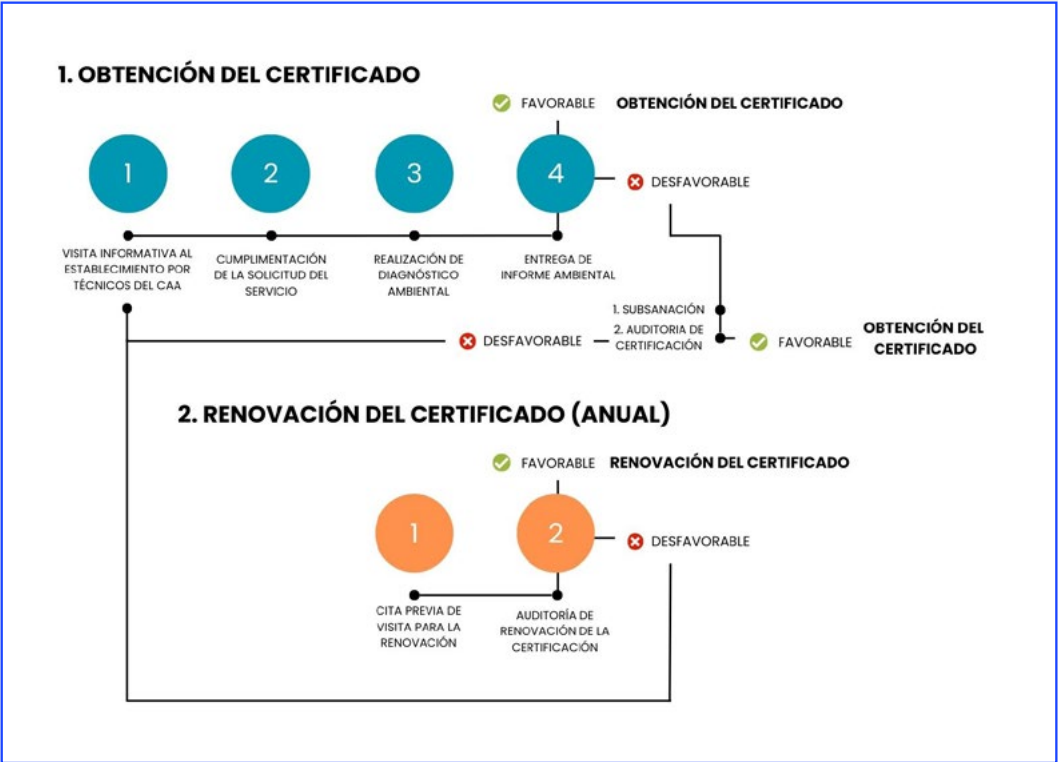 1. OBTENCIÓN DEL CERTIFICADO
FAVORABLE OBTENCIÓN DEL CERTIFICADO
1
2
3
4
DESFAVORABLE
VISITA INFORMATIVA AL
ESTABLECIMIENTO POR
TÉCNICOS DEL CAA
CUMPLIMENTACIÓN
DE LA SOLICITUD DEL
SERVICIO
REALIZACIÓN DE
DIAGNÓSTICO
AMBIENTAL
ENTREGA DE
INFORME AMBIENTAL
1. SUBSANACIÓN
2. AUDITORIA DE
CERTIFICACIÓN
DESFAVORABLE
FAVORABLE
OBTENCIÓN DEL
CERTIFICADO
2. RENOVACIÓN DEL CERTIFICADO (ANUAL)
FAVORABLE RENOVACIÓN DEL CERTIFICADO
1
2
DESFAVORABLE
CITA PREVIA DE
VISITA PARA LA
RENOVACIÓN
AUDITORÍA DE
RENOVACIÓN DE LA
CERTIFICACIÓN